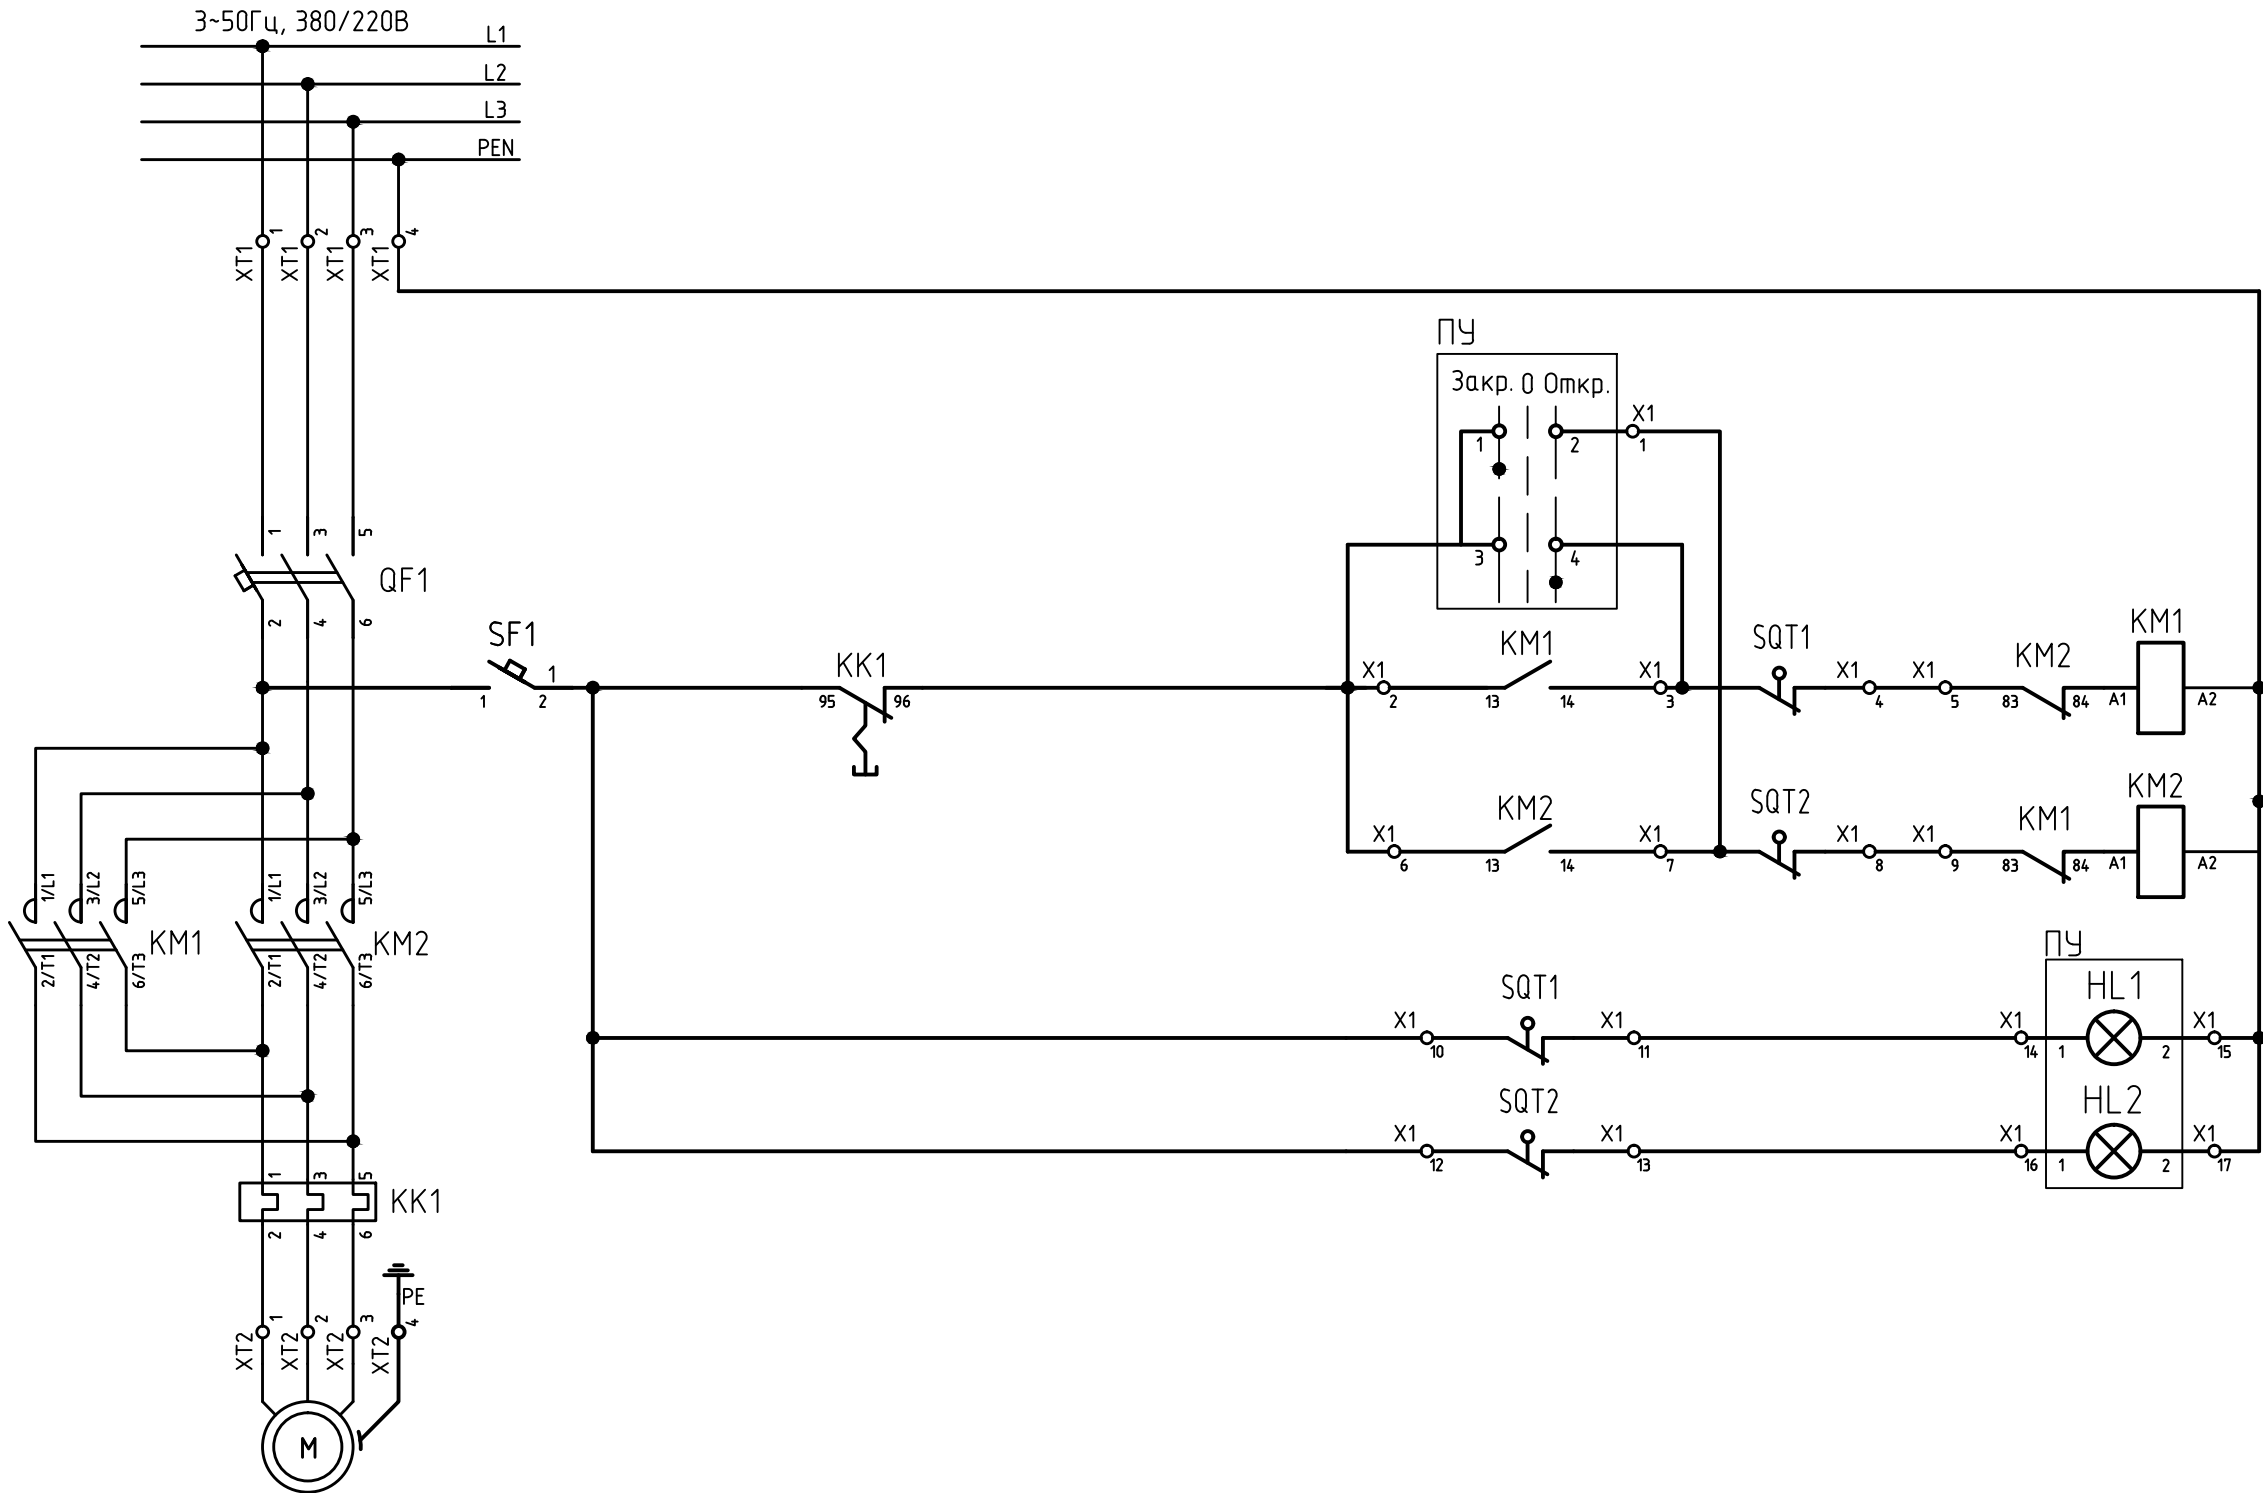 3~50Гц, 380/220В
L1
L2
L3
PEN
XT1 1
XT1 2
XT1 3
XT1 4
ПУ
Закр. 0 Откр.
X1
1 2 1
3 4
1 3 5
QF1
2 4 6
SF1
1
1 2
KK1
95 96
KM1
SQT1
KM2
KM1
X1 X1 X1 X1
2 13 14 3 4 5 83 84 A1 A2
KM2
SQT2
KM1
KM2
X1 X1 X1 X1
6 13 14 7 8 9 83 84 A1 A2
1/L1 3/L2 5/L3
KM1
2/T1 4/T2 6/T3
1/L1 3/L2 5/L3
KM2
2/T1 4/T2 6/T3
ПУ
SQT1
HL1
X1 X1 X1 X1
10 11 14 1 2 15
SQT2
HL2
X1 X1 X1 X1
12 13 16 1 2 17
1 3 5
KK1
2 4 6
PE
XT2 1
XT2 2
XT2 3
XT2 4
M